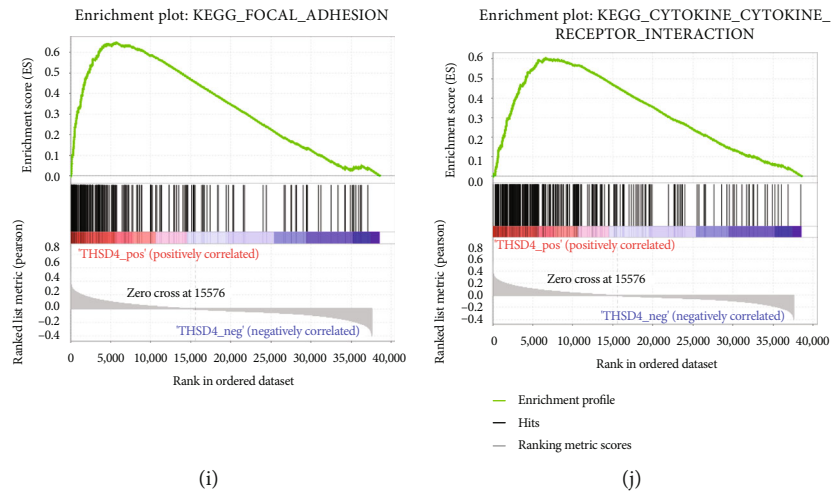 Enrichment plot: KEGG_FOCAL_ADHESION
Enrichment score (ES)
0.6
0.5
0.4
0.3
0.2
0.1
0.0
Ranked list metric (pearson)
0.8
0.6
0.4
0.2
0.0
−0.2
−0.4
'THSD4_pos' (positively correlated)
Zero cross at 15576
'THSD4_neg' (negatively correlated)
0 5,000 10,000 15,000 20,000 25,000 30,000 35,000 40,000
Rank in ordered dataset
(i)
Enrichment plot: KEGG_CYTOKINE_CYTOKINE_
RECEPTOR_INTERACTION
Enrichment score (ES)
0.6
0.5
0.4
0.3
0.2
0.1
0.0
Ranked list metric (pearson)
0.8
0.6
0.4
0.2
0.0
−0.2
−0.4
'THSD4_pos' (positively correlated)
Zero cross at 15576
'THSD4_neg' (negatively correlated)
0 5,000 10,000 15,000 20,000 25,000 30,000 35,000 40,000
Rank in ordered dataset
Enrichment profile
Hits
Ranking metric scores
(j)